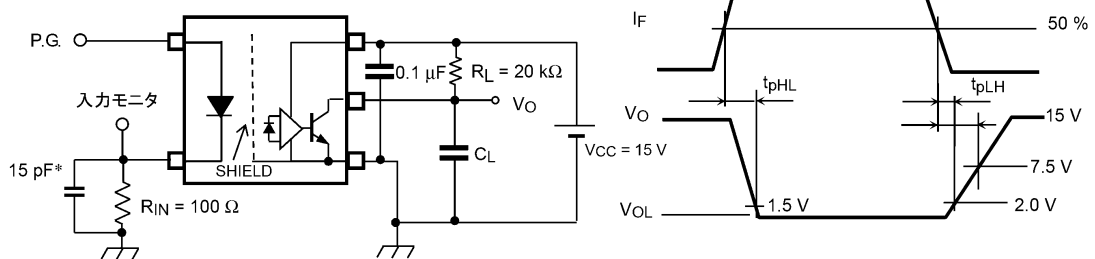 P.G.
入力モニタ
15 pF*
RIN = 100 Ω
SHIELD
0.1 μF
RL = 20 kΩ
VO
CL
VCC = 15 V
IF
50 %
tpHL
tpLH
VO
15 V
7.5 V
1.5 V
2.0 V
VOL